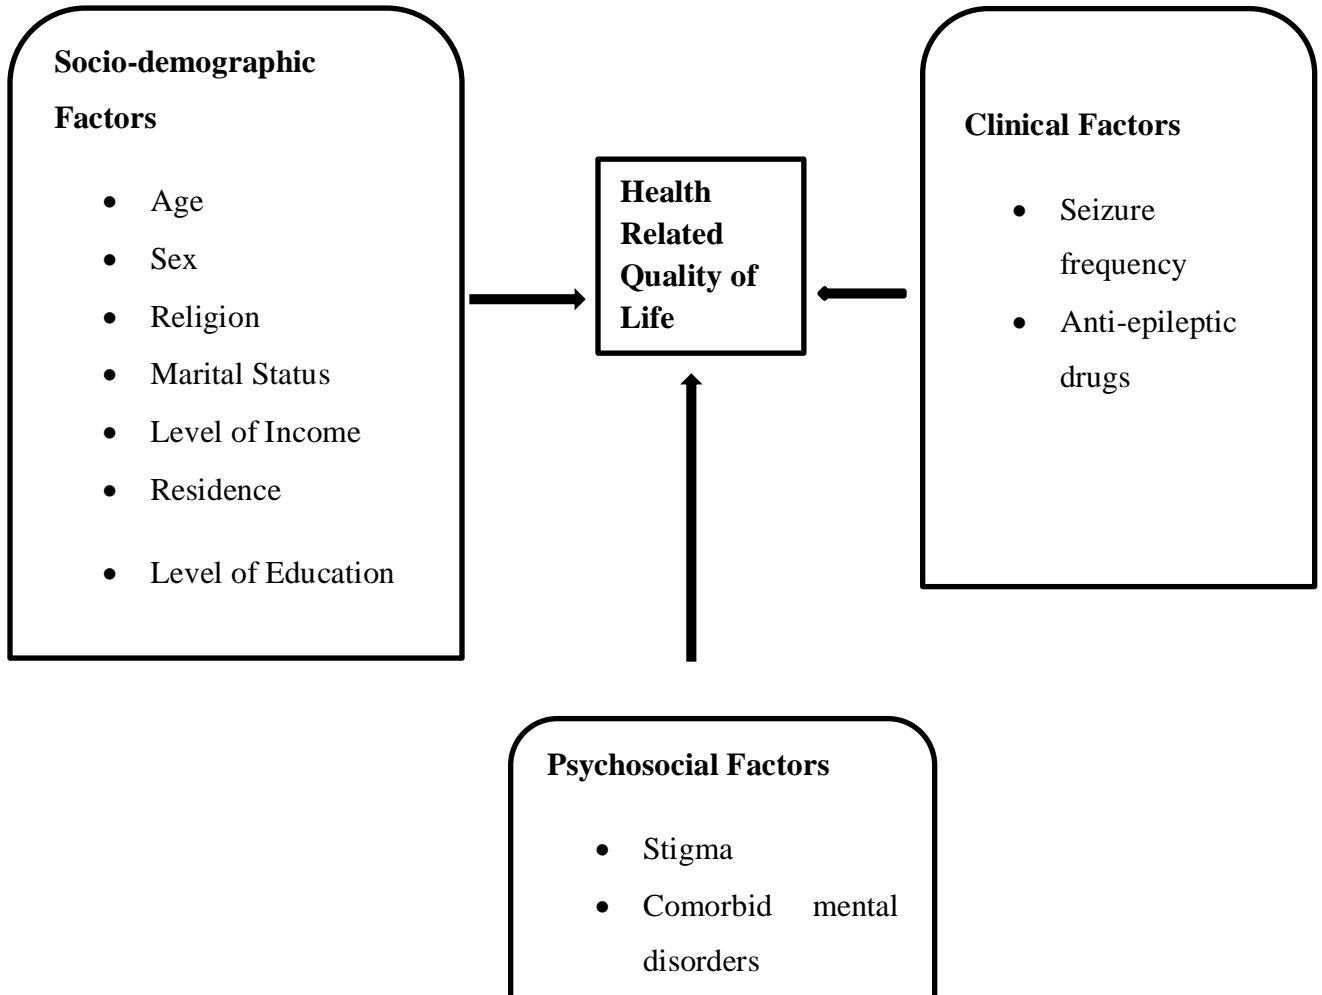 Socio-demographic
Factors
• Age
• Sex
• Religion
• Marital Status
• Level of Income
• Residence
• Level of Education
Health
Related
Quality of
Life
Clinical Factors
• Seizure
frequency
• Anti-epileptic
drugs
Psychosocial Factors
• Stigma
• Comorbid mental
disorders